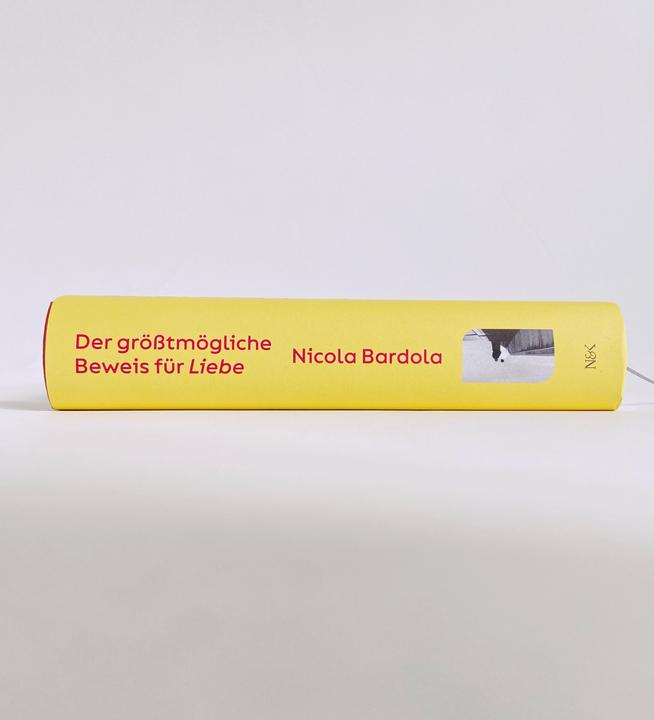 Der größtmögliche
Beweis für Liebe
Nicola Bardola
N&K